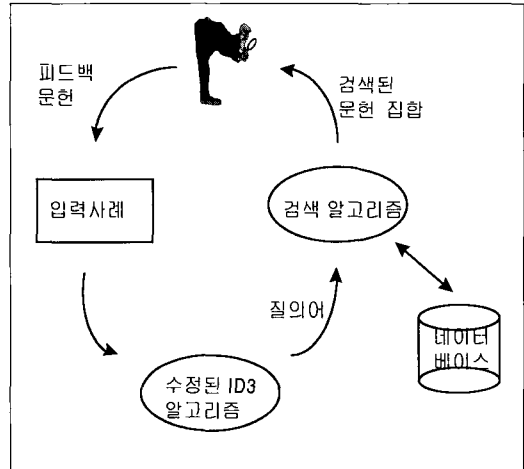 피드백
문헌
검색된
문헌 집합
입력사례
검색 알고리즘
질의어
데이터
베이스
수정된 ID3
알고리즘